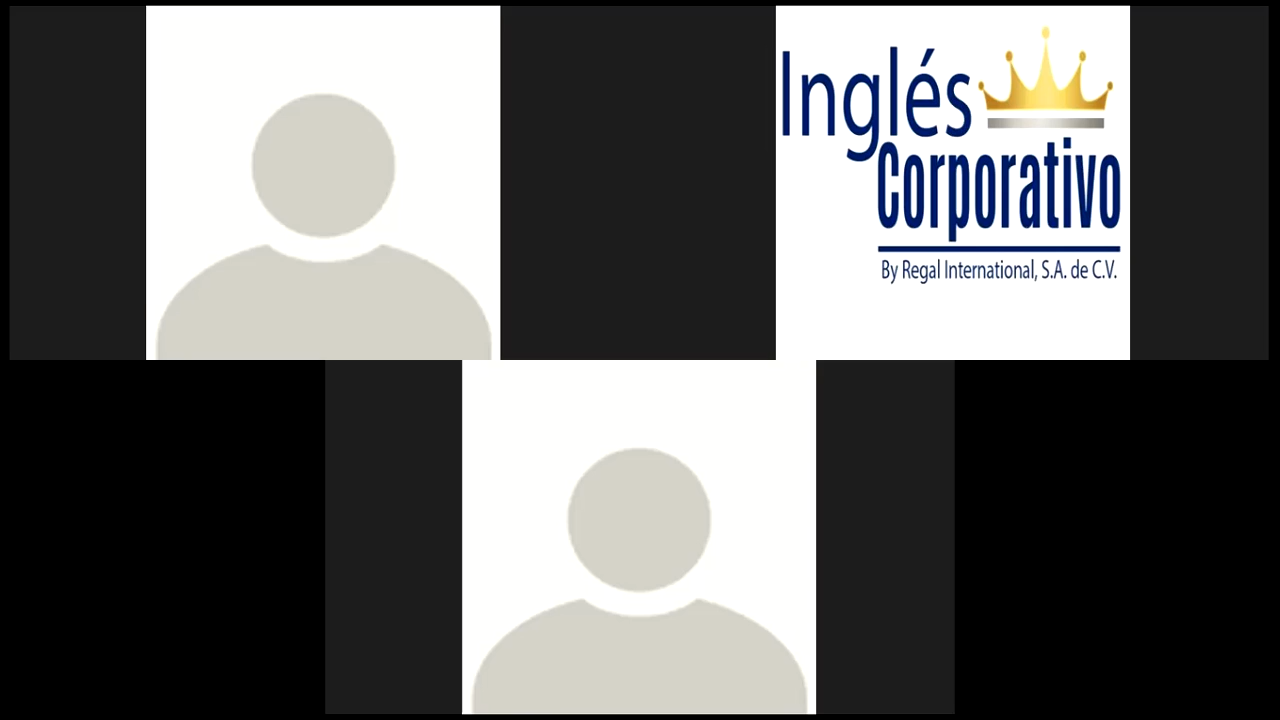 Inglés
Corporativo
By Regal International, S.A. de C.V.